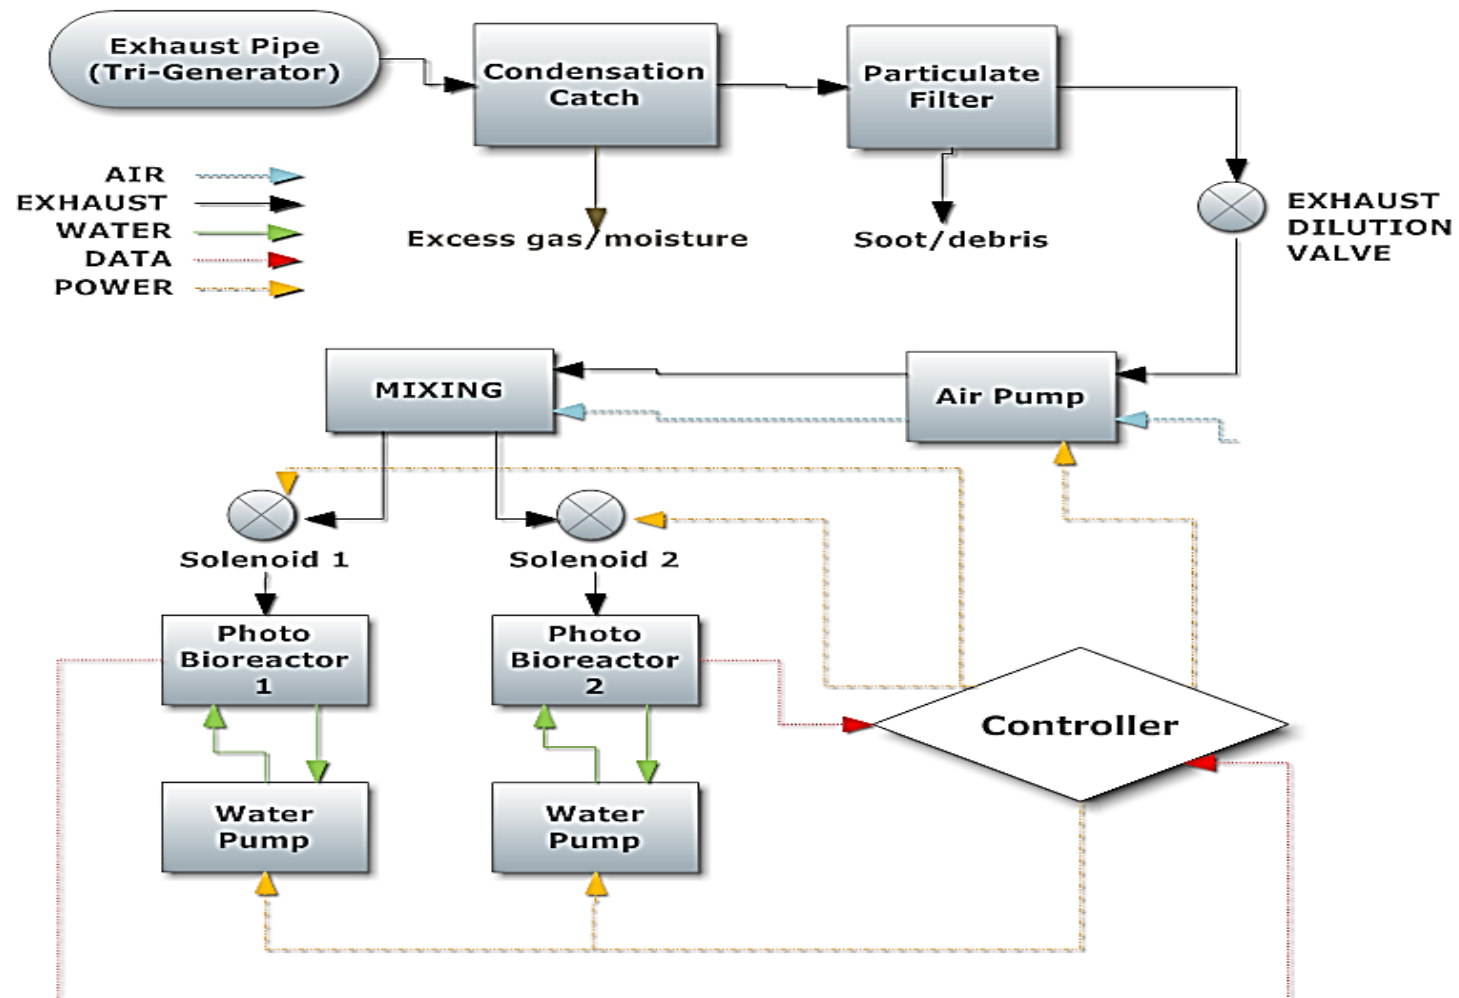 Exhaust Pipe
(Tri-Generator)
Condensation
Catch
Particulate
Filter
AIR
EXHAUST
WATER
DATA
POWER
Excess gas/moisture
Soot/debris
EXHAUST
DILUTION
VALVE
MIXING
Air Pump
Solenoid 1
Solenoid 2
Photo
Bioreactor
1
Photo
Bioreactor
2
Controller
Water
Pump
Water
Pump